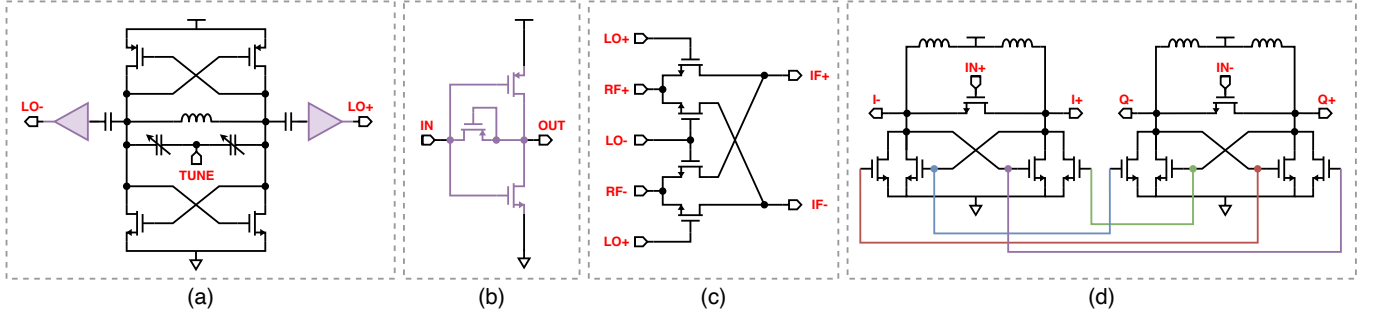 LO-
LO+
TUNE
(a)
IN
OUT
(b)
LO+
RF+
LO-
RF-
LO+
IF+
IF-
(c)
I-
IN+
I+
Q-
IN-
Q+
(d)